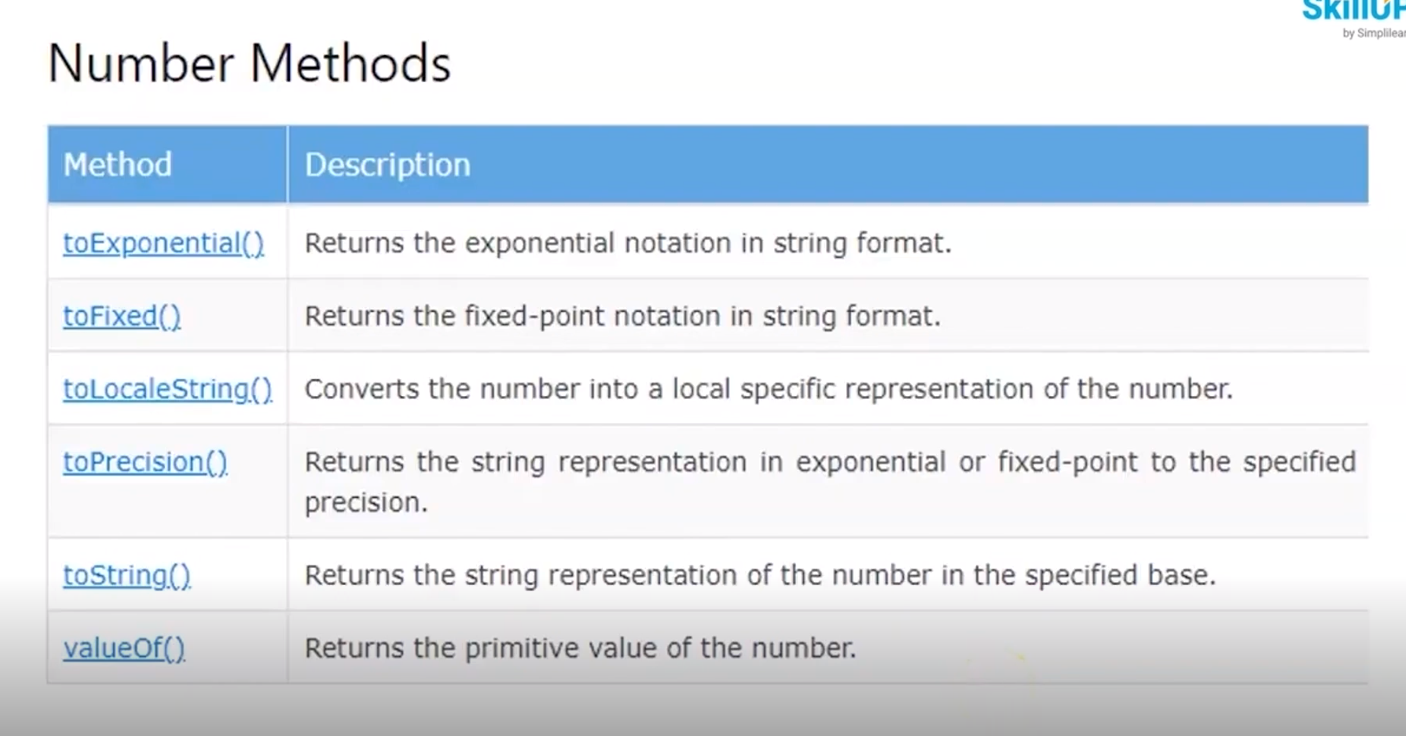 SkillUP
by Simplilearn
Number Methods
Method Description
toExponential() Returns the exponential notation in string format.
toFixed() Returns the fixed-point notation in string format.
toLocaleString() Converts the number into a local specific representation of the number.
toPrecision() Returns the string representation in exponential or fixed-point to the specified
precision.
toString() Returns the string representation of the number in the specified base.
valueOf() Returns the primitive value of the number.